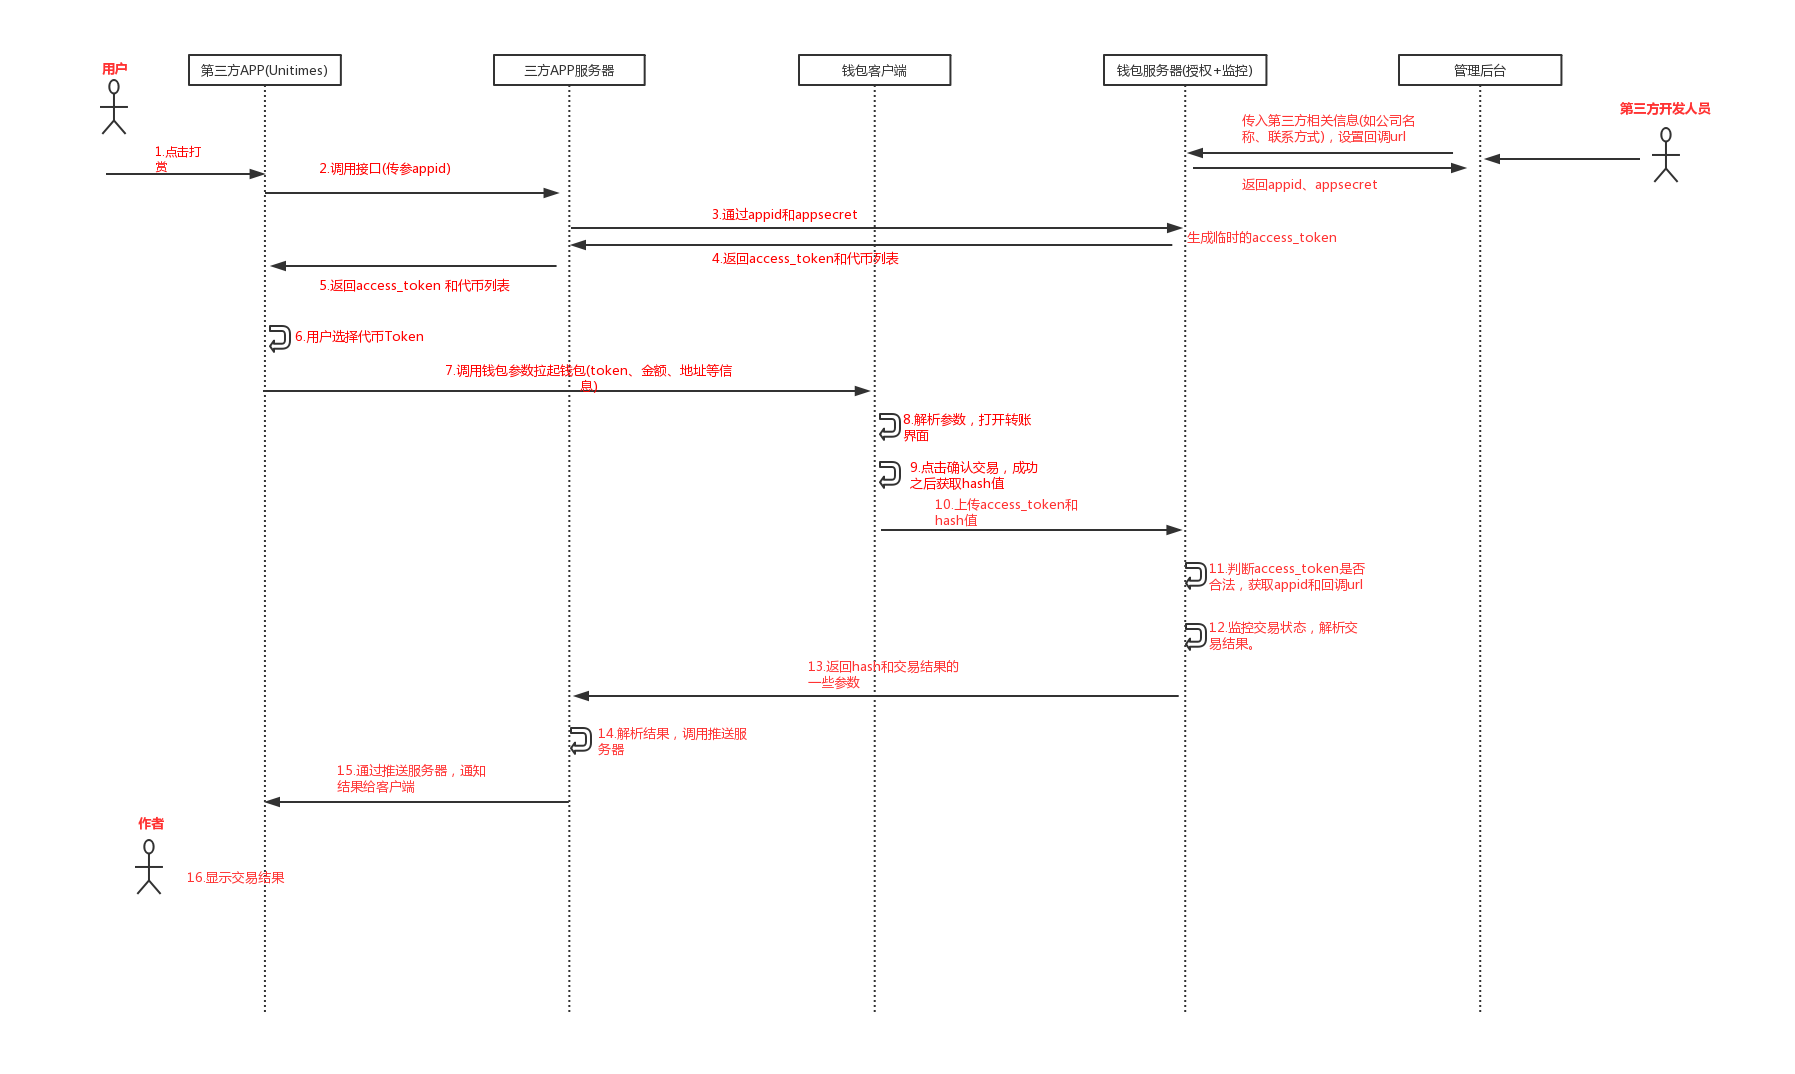 用户
第三方APP(Unitimes)
三方APP服务器
钱包客户端
钱包服务器(授权+监控)
管理后台
第三方开发人员
传入第三方相关信息(如公司名
称、联系方式)，设置回调url
返回appid、appsecret
1.点击打
赏
2.调用接口(传参appid)
3.通过appid和appsecret
生成临时的access_token
4.返回access_token和代币列表
5.返回access_token 和代币列表
6.用户选择代币Token
7.调用钱包参数拉起钱包(token、金额、地址等信
息)
8.解析参数，打开转账
界面
9.点击确认交易，成功
之后获取hash值
10.上传access_token和
hash值
11.判断access_token是否
合法，获取appid和回调url
12.监控交易状态，解析交
易结果。
13.返回hash和交易结果的
一些参数
14.解析结果，调用推送服
务器
15.通过推送服务器，通知
结果给客户端
作者
16.显示交易结果